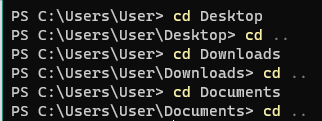 PS C:\Users\User> cd Desktop
PS C:\Users\User\Desktop> cd ..
PS C:\Users\User> cd Downloads
PS C:\Users\User\Downloads> cd ..
PS C:\Users\User> cd Documents
PS C:\Users\User\Documents> cd ..